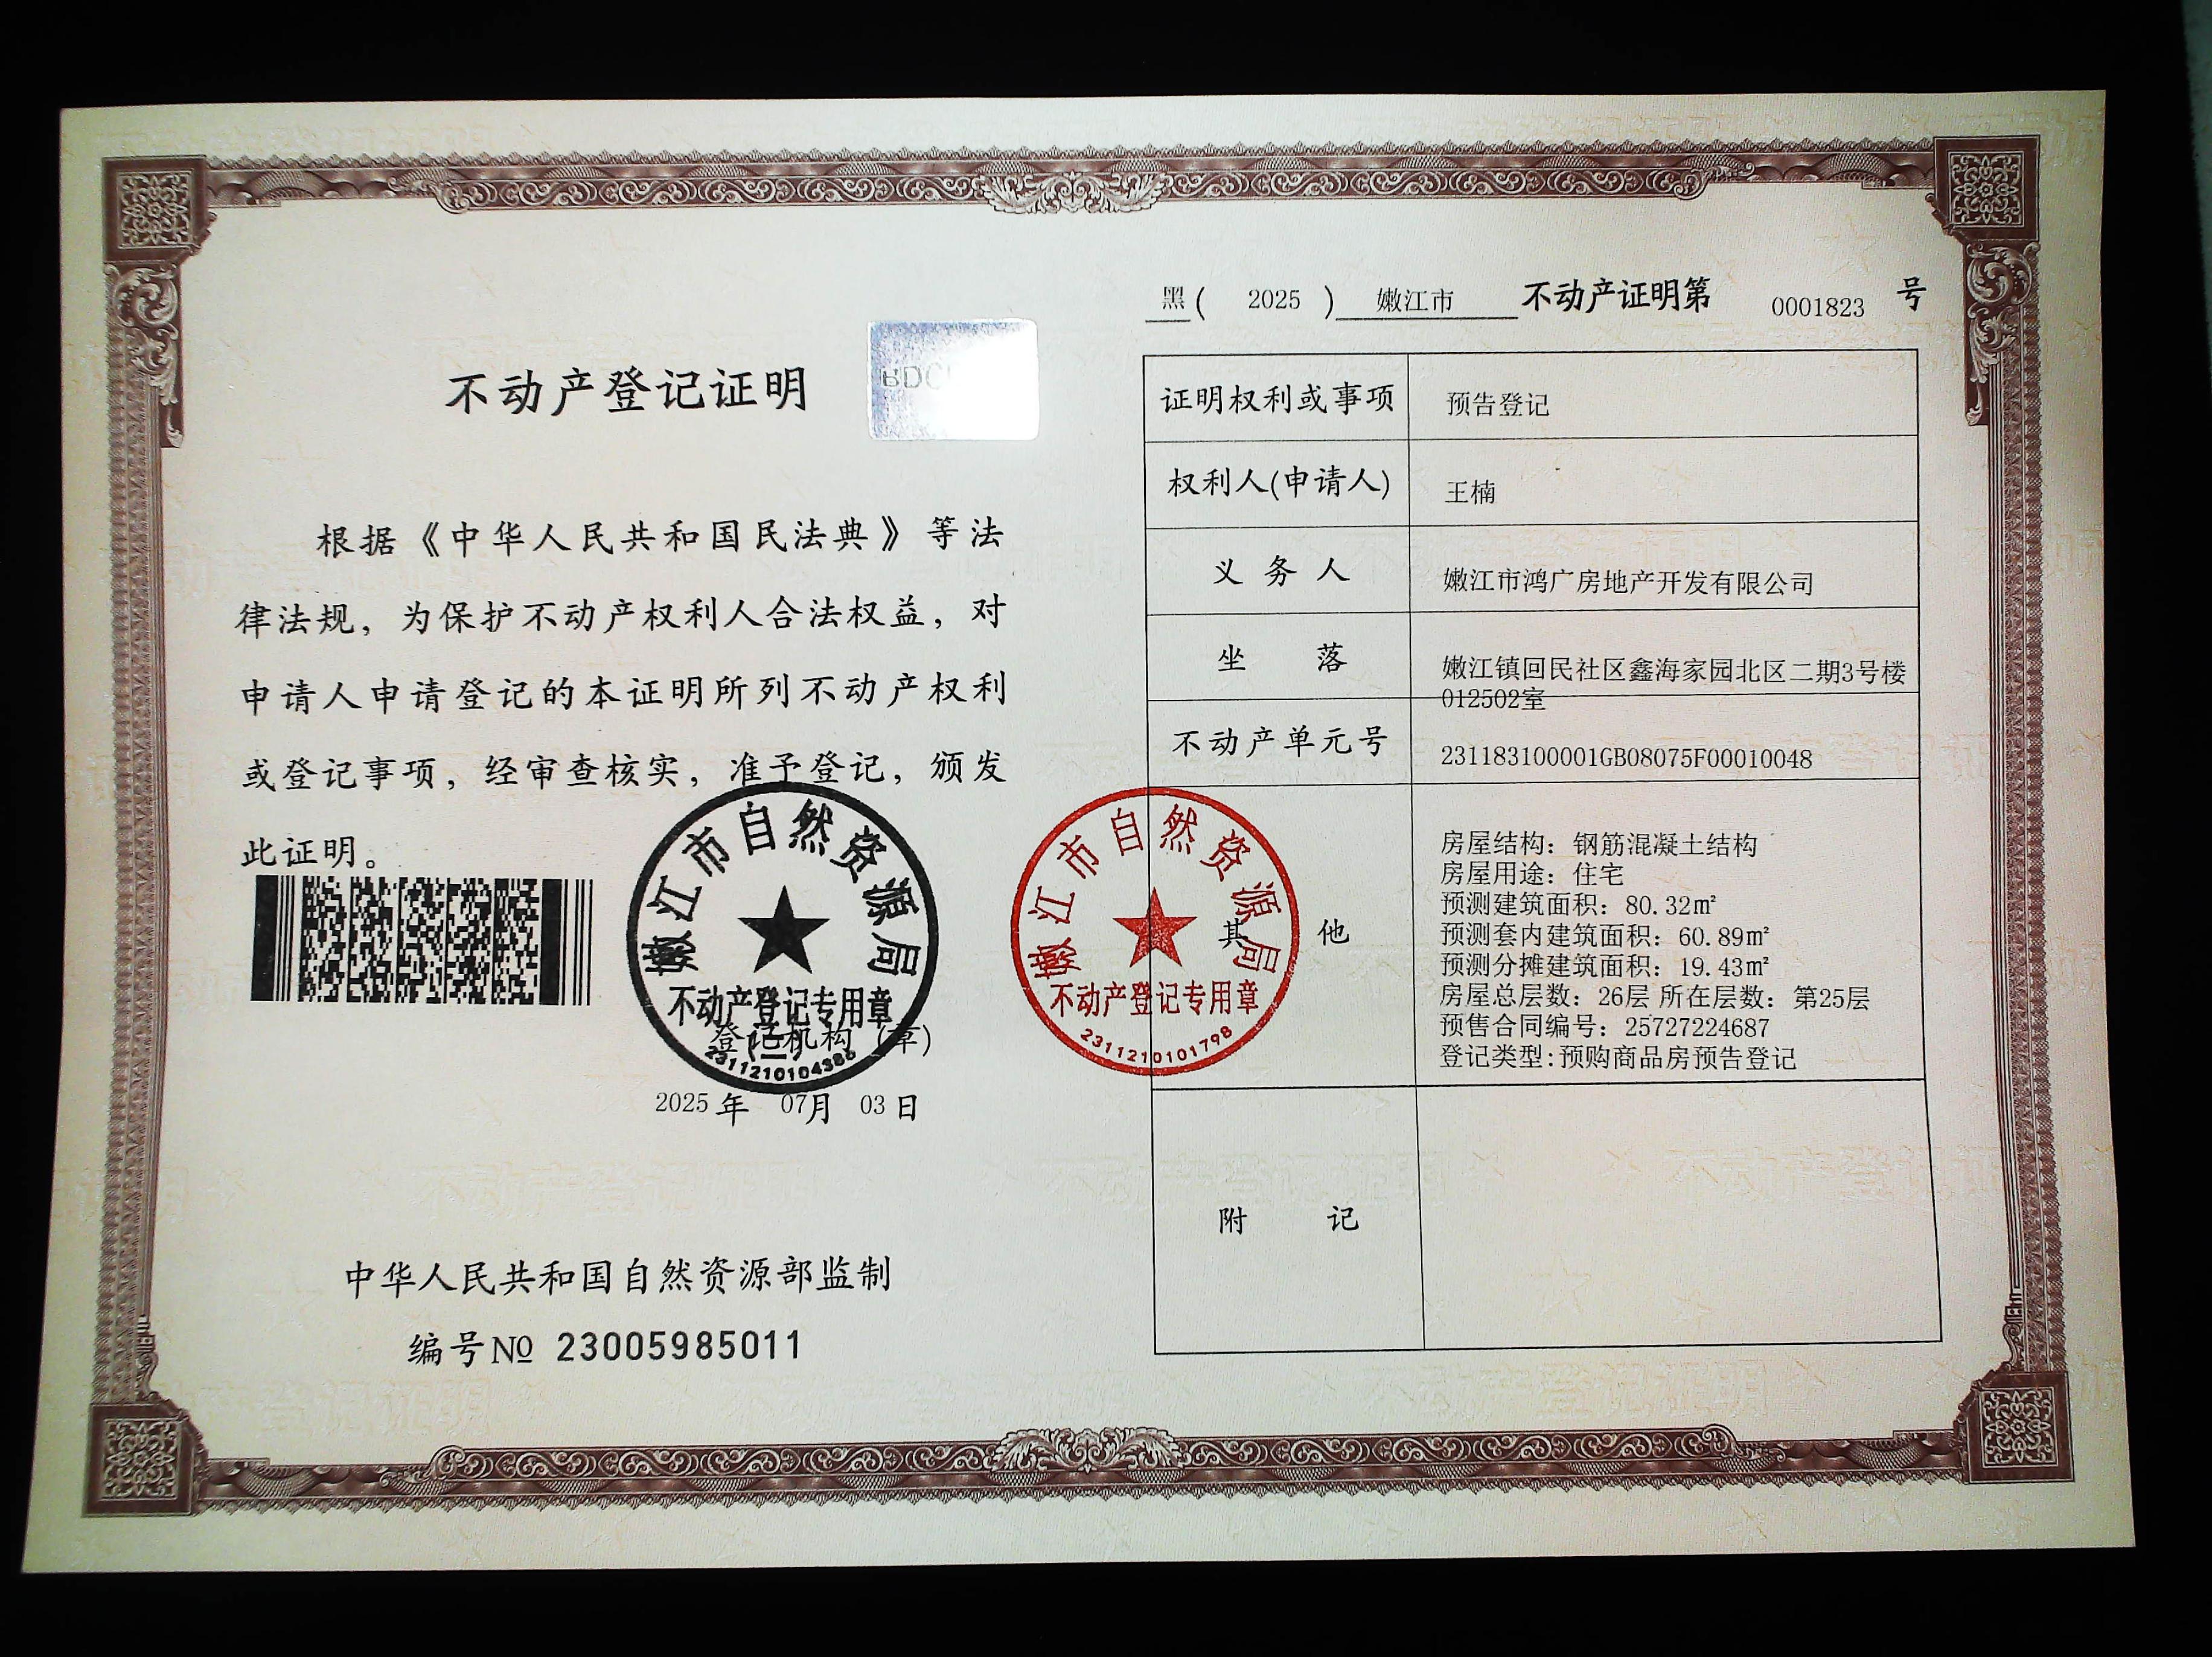 不动产登记证明
根据《中华人民共和国民法典》等法
律法规，为保护不动产权利人合法权益，对
申请人申请登记的本证明所列不动产权利
或登记事项，经审查核实，准予登记，颁发
此证明。
嫩江市自然资源局
不动产登记专用章
(二)
2311210104386
登记机构（章）
2025年 07月 03日
中华人民共和国自然资源部监制
编号№ 23005985011
黑( 2025 ) 嫩江市 不动产证明第 0001823 号
证明权利或事项 预告登记
权利人(申请人) 王楠
义务人 嫩江市鸿广房地产开发有限公司
坐落 嫩江镇回民社区鑫海家园北区二期3号楼
012502室
不动产单元号 231183100001GB08075F00010048
嫩江市自然资源局
不动产登记专用章
2311210101798
其他
房屋结构：钢筋混凝土结构
房屋用途：住宅
预测建筑面积：80.32㎡
预测套内建筑面积：60.89㎡
预测分摊建筑面积：19.43㎡
房屋总层数：26层 所在层数：第25层
预售合同编号：25727224687
登记类型:预购商品房预告登记
附记